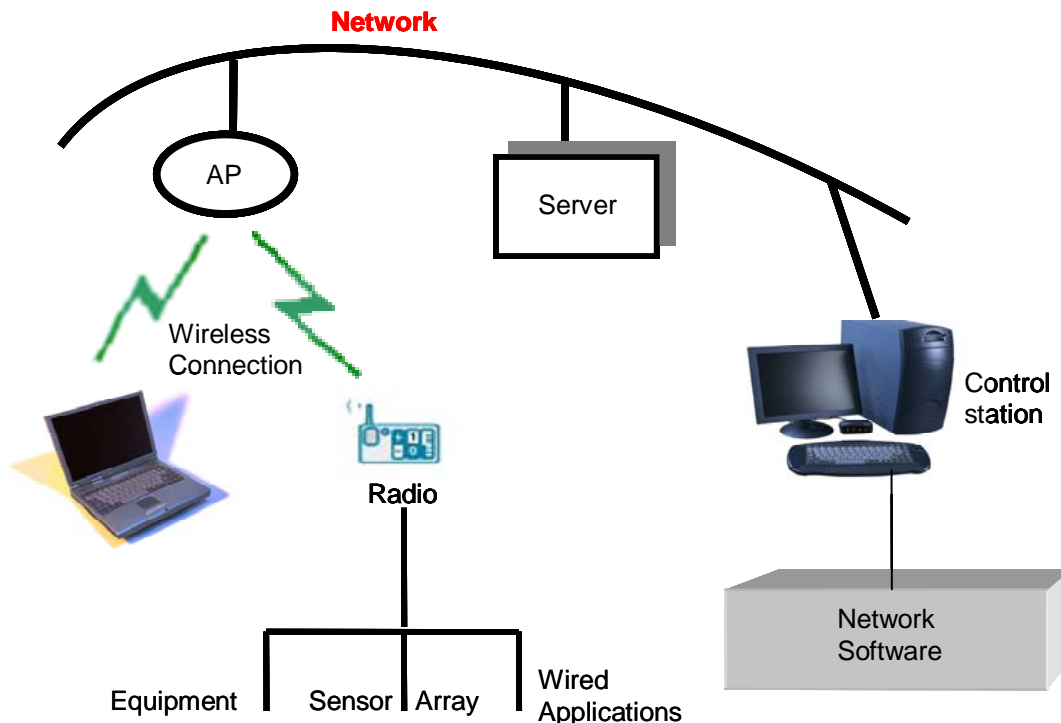 Network
AP
Server
Wireless
Connection
Control
station
Radio
Network
Software
Equipment
Sensor Array
Wired
Applications